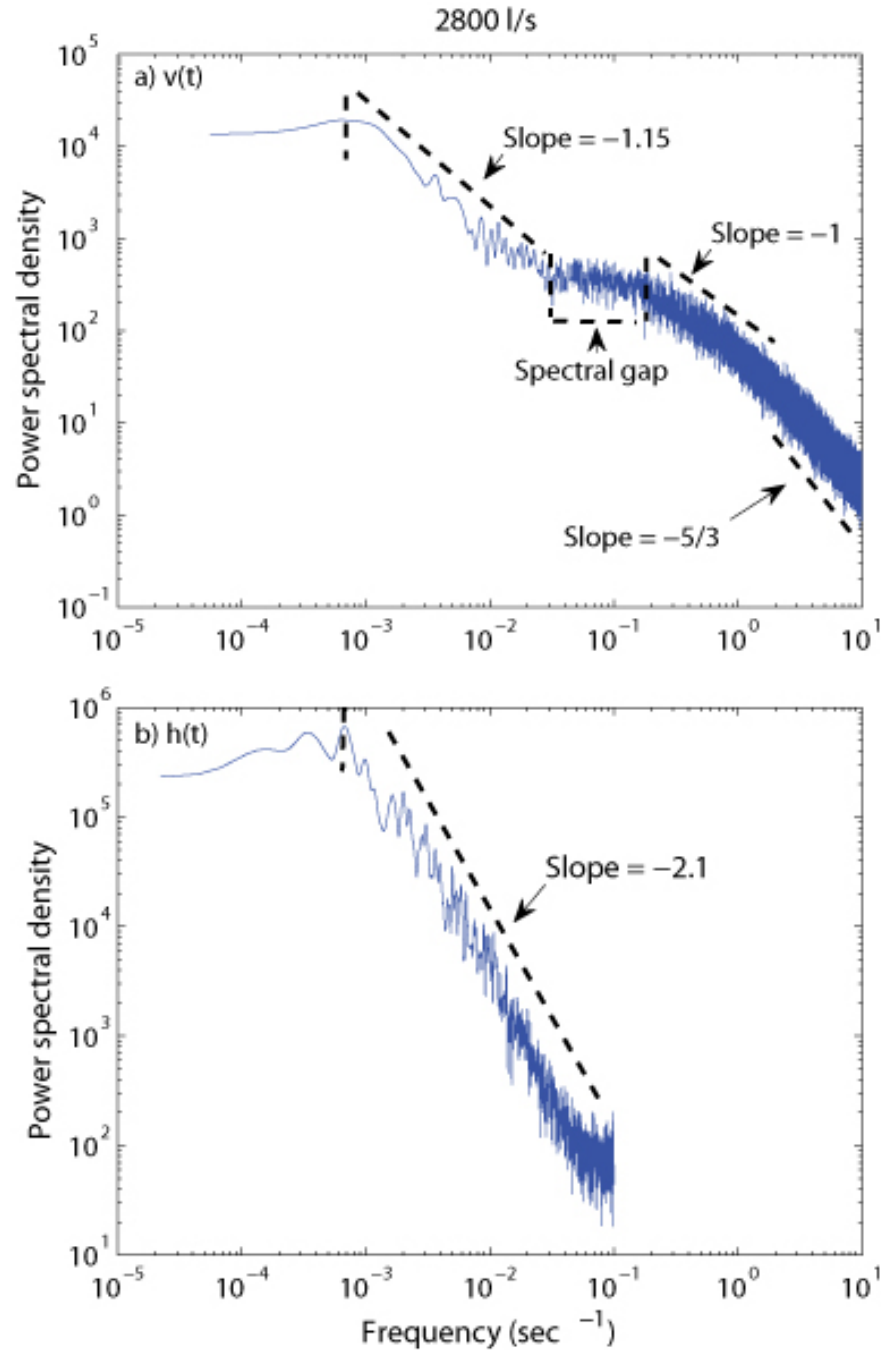 2800 l/s
a) v(t)
Slope = −1.15
Slope = −1
Spectral gap
Slope = −5/3
Power spectral density
10^5
10^4
10^3
10^2
10^1
10^0
10^−1
10^−5
10^−4
10^−3
10^−2
10^−1
10^0
10^1
b) h(t)
Slope = −2.1
Power spectral density
10^6
10^5
10^4
10^3
10^2
10^1
10^−5
10^−4
10^−3
10^−2
10^−1
10^0
10^1
Frequency (sec ^−1)